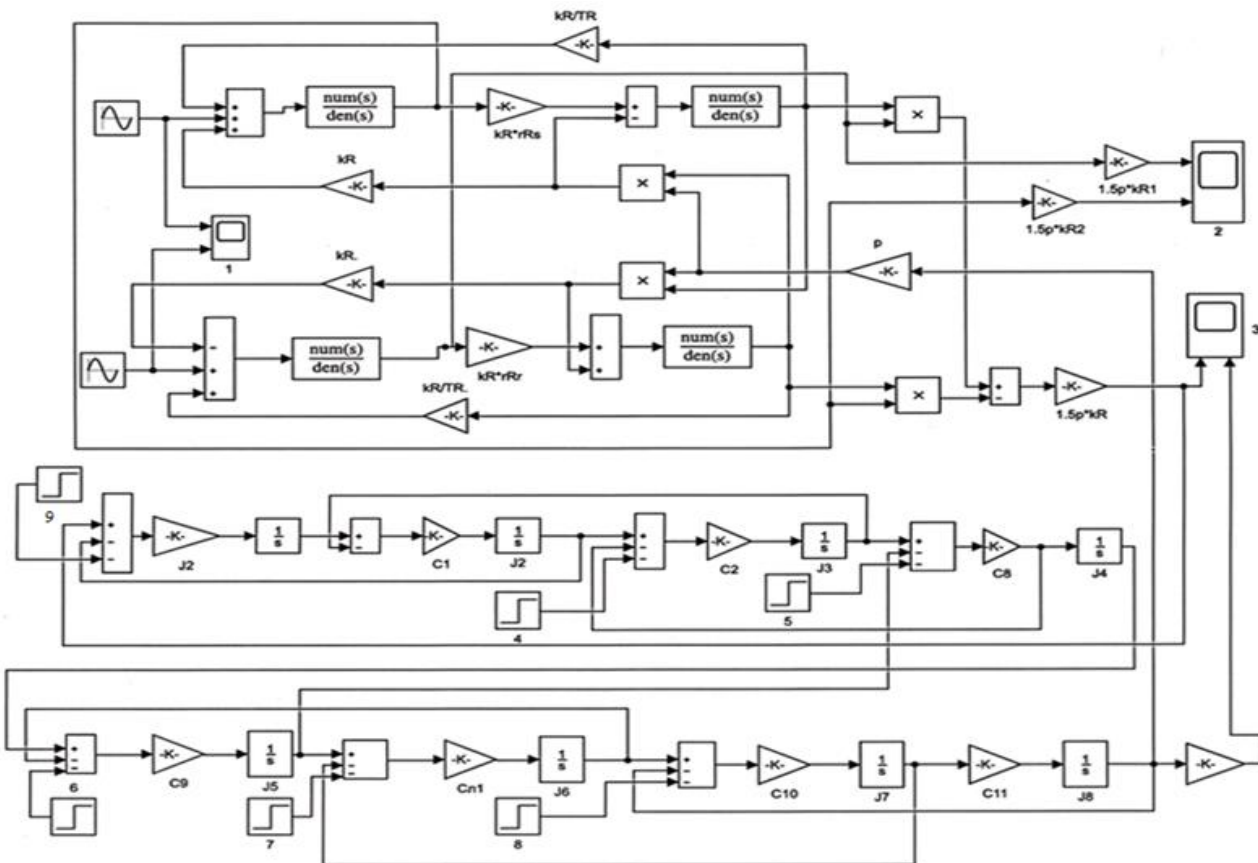 kR/TR
-K-
+
+
+
num(s)
den(s)
-K-
kR*rRs
+
-
num(s)
den(s)
×
kR
-K-
×
-K-
1.5p*kR1
-K-
1.5p*kR2
2
1
kR.
-K-
×
p
-K-
3
-
+
+
num(s)
den(s)
-K-
kR*rRr
+
+
num(s)
den(s)
kR/TR.
-K-
×
+
-
-K-
1.5p*kR
9
+
-
-
-K-
J2
1
s
+
-
-K-
C1
1
s
J2
+
-
-
-K-
C2
1
s
J3
+
-
-
K-
C8
1
s
J4
4
5
+
-
-
6
-K-
C9
1
s
J5
+
-
-
-K-
Cn1
1
s
J6
+
-
-
-K-
C10
1
s
J7
-K-
C11
1
s
J8
-K-
7
8